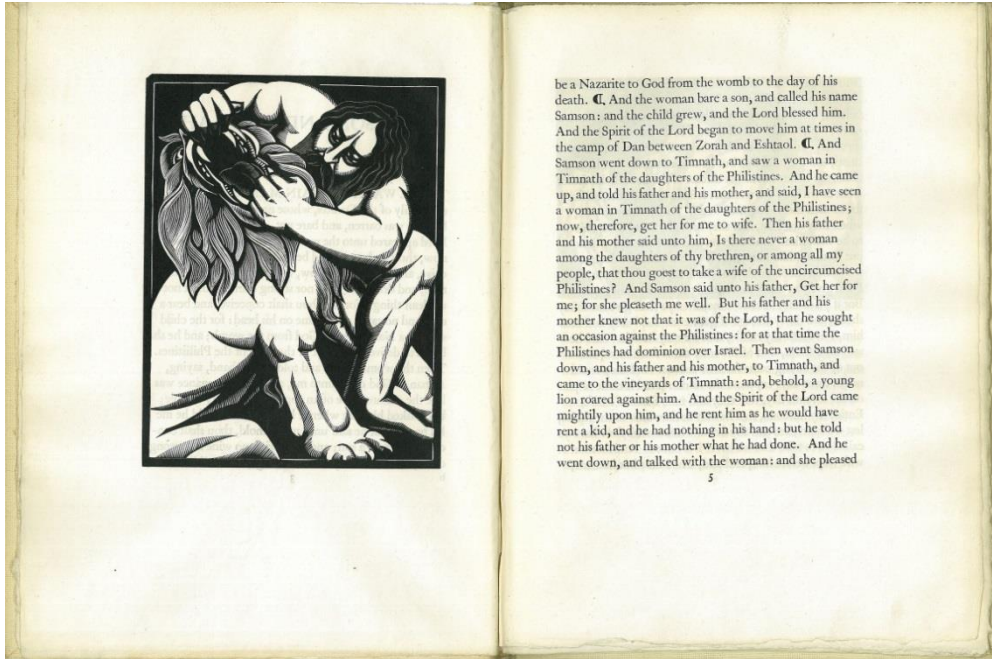 be a Nazarite to God from the womb to the day of his
death. ⁋ And the woman bare a son, and called his name
Samson: and the child grew, and the Lord blessed him.
And the Spirit of the Lord began to move him at times in
the camp of Dan between Zorah and Eshtaol. ⁋ And
Samson went down to Timnath, and saw a woman in
Timnath of the daughters of the Philistines. And he came
up, and told his father and his mother, and said, I have seen
a woman in Timnath of the daughters of the Philistines;
now, therefore, get her for me to wife. Then his father
and his mother said unto him, Is there never a woman
among the daughters of thy brethren, or among all my
people, that thou goest to take a wife of the uncircumcised
Philistines? And Samson said unto his father, Get her for
me; for she pleaseth me well. But his father and his
mother knew not that it was of the Lord, that he sought
an occasion against the Philistines: for at that time the
Philistines had dominion over Israel. Then went Samson
down, and his father and his mother, to Timnath, and
came to the vineyards of Timnath: and, behold, a young
lion roared against him. And the Spirit of the Lord came
mightily upon him, and he rent him as he would have
rent a kid, and he had nothing in his hand: but he told
not his father or his mother what he had done. And he
went down, and talked with the woman: and she pleased
5